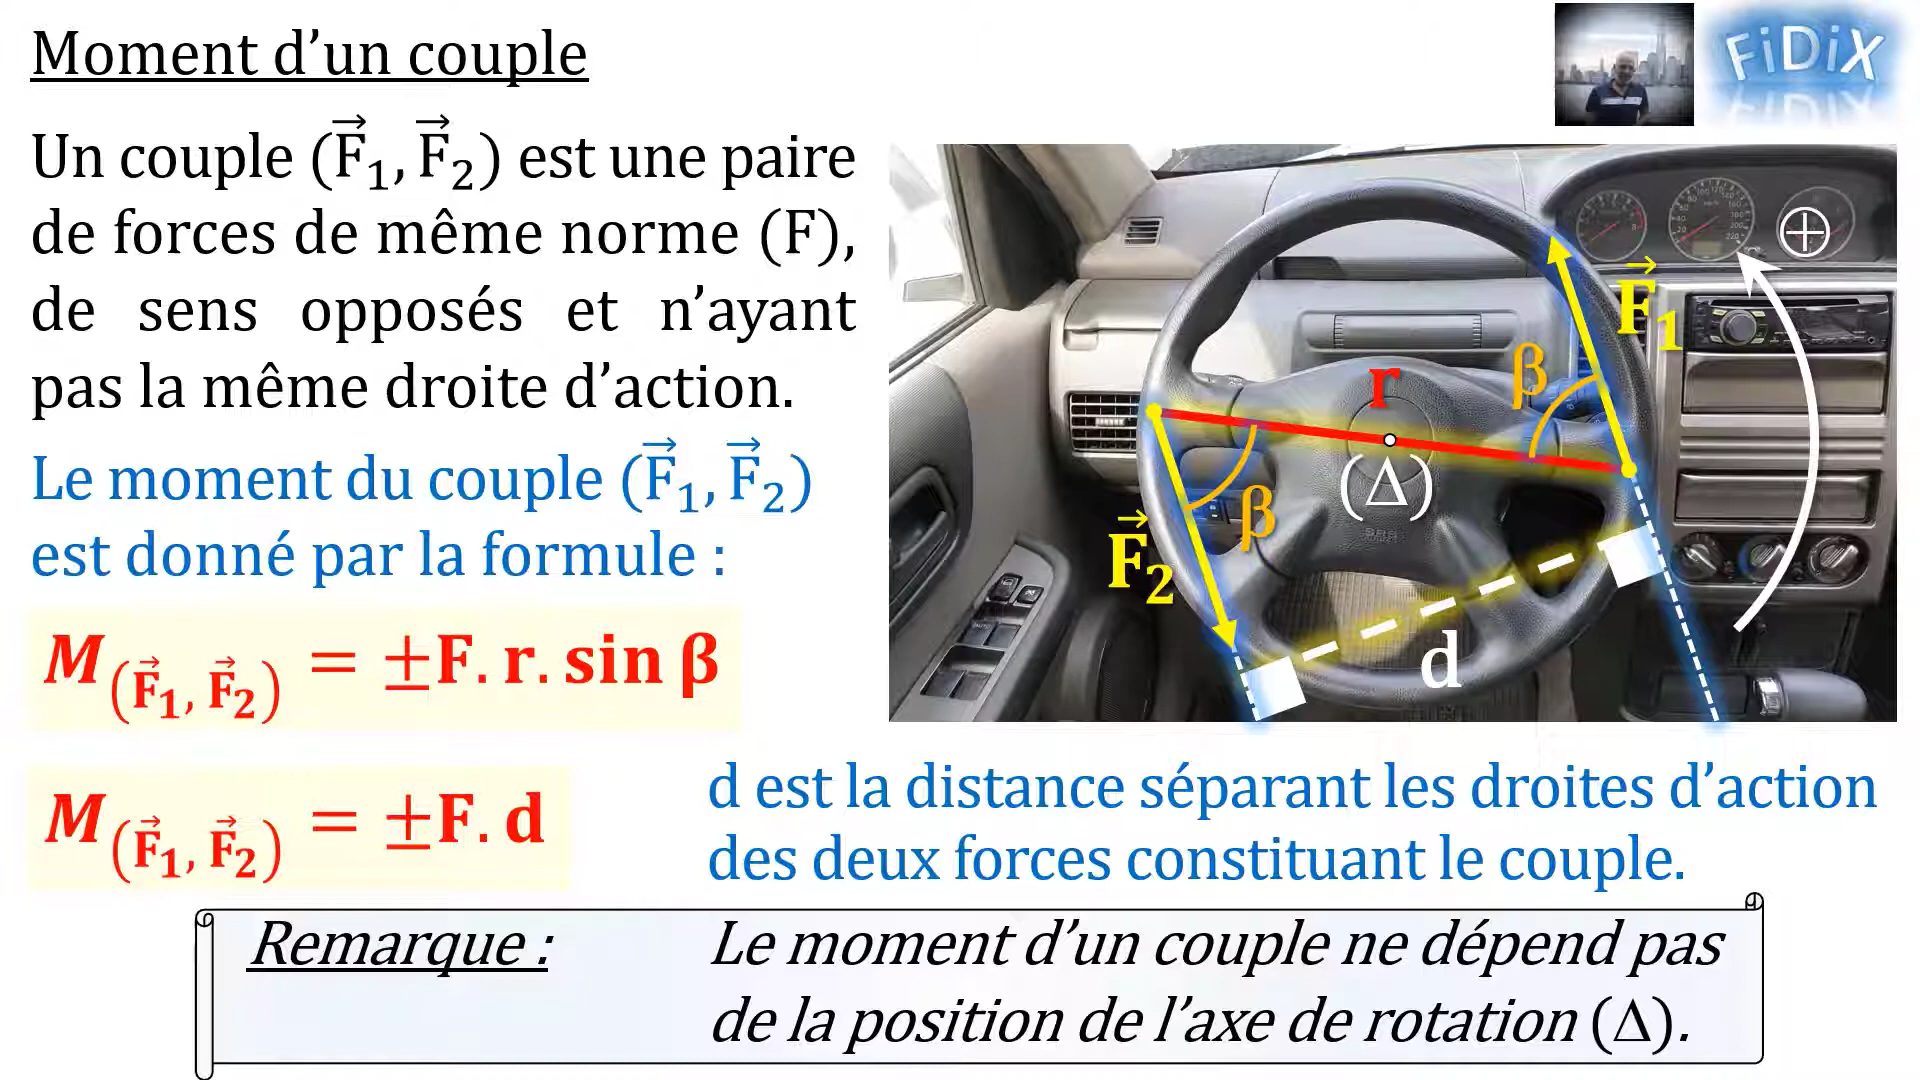 Moment d’un couple
FiDiX
Un couple (F⃗₁, F⃗₂) est une paire
de forces de même norme (F),
de sens opposés et n’ayant
pas la même droite d’action.
Le moment du couple (F⃗₁, F⃗₂)
est donné par la formule :
M(F⃗₁, F⃗₂) = ±F. r. sin β
M(F⃗₁, F⃗₂) = ±F. d
F⃗₁
β
r
(Δ)
β
F⃗₂
d
d est la distance séparant les droites d’action
des deux forces constituant le couple.
Remarque : Le moment d’un couple ne dépend pas
de la position de l’axe de rotation (Δ).